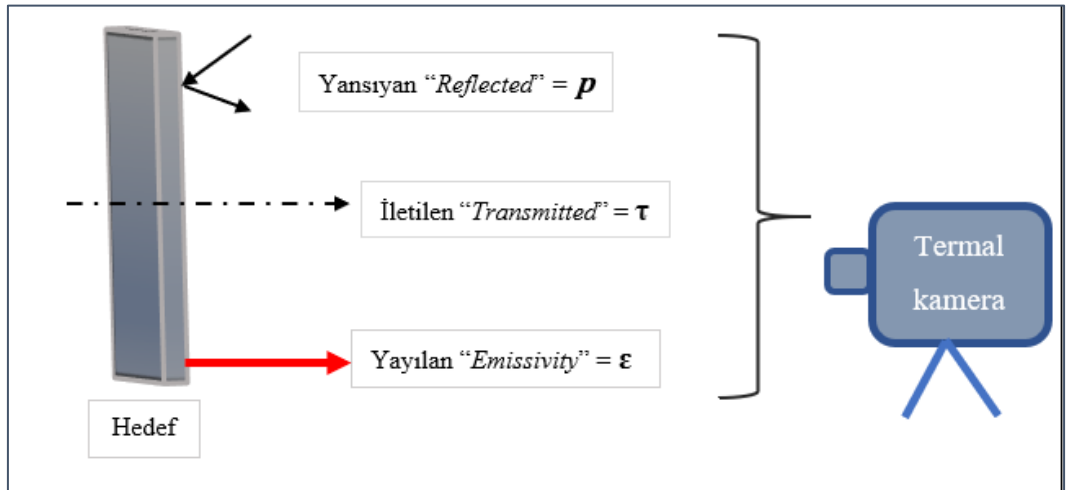 Yansıyan “Reflected” = p
İletilen “Transmitted” = τ
Termal
kamera
Yayılan “Emissivity” = ε
Hedef